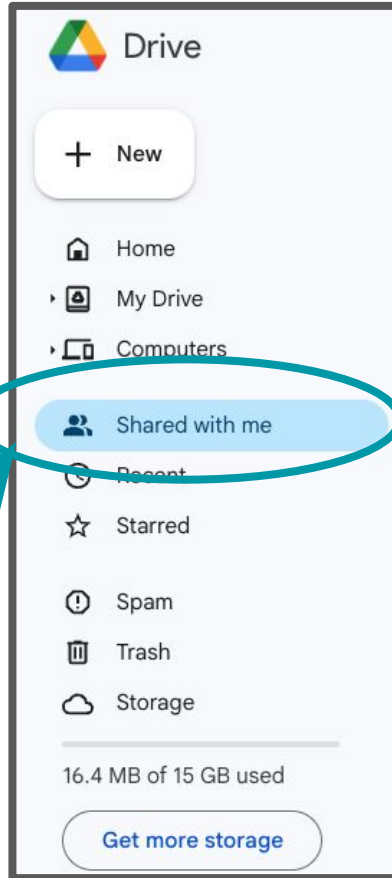 Drive
New
Home
My Drive
Computers
Shared with me
Recent
Starred
Spam
Trash
Storage
16.4 MB of 15 GB used
Get more storage